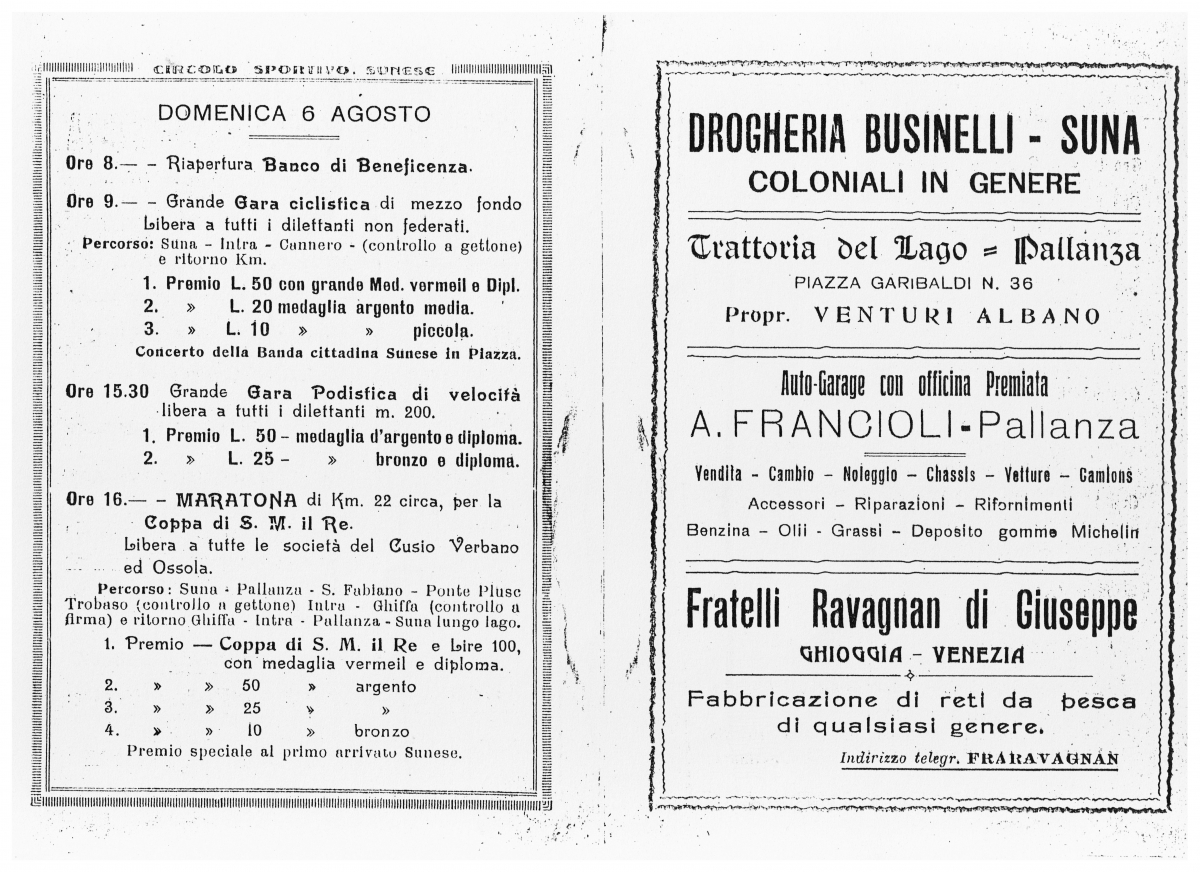 CIRCOLO SPORTIVO, SUNESE
DOMENICA 6 AGOSTO
Ore 8.— - Riapertura Banco di Beneficenza.
Ore 9.— - Grande Gara ciclistica di mezzo fondo
Libera a tutti i dilettanti non federati.
Percorso: Suna - Intra - Cannero - (controllo a gettone)
e ritorno Km.
1. Premio L. 50 con grande Med. vermeil e Dipl.
2. » L. 20 medaglia argento media.
3. » L. 10 » » piccola.
Concerto della Banda cittadina Sunese in Piazza.
Ore 15.30 Grande Gara Podistica di velocità
libera a tutti i dilettanti m. 200.
1. Premio L. 50 - medaglia d'argento e diploma.
2. » L. 25 - » bronzo e diploma.
Ore 16.— - MARATONA di Km. 22 circa, per la
Coppa di S. M. il Re.
Libera a tutte le società del Cusio Verbano
ed Ossola.
Percorso: Suna - Pallanza - S. Fabiano - Ponte Plusc
Trobaso (controllo a gettone) Intra - Ghiffa (controllo a
firma) e ritorno Ghiffa - Intra - Pallanza - Suna lungo lago.
1. Premio — Coppa di S. M. il Re e Lire 100,
con medaglia vermeil e diploma.
2. » » 50 » argento
3. » » 25 » »
4. » » 10 » bronzo
Premio speciale al primo arrivato Sunese.
DROGHERIA BUSINELLI - SUNA
COLONIALI IN GENERE
Trattoria del Lago = Pallanza
PIAZZA GARIBALDI N. 36
Propr. VENTURI ALBANO
Auto-Garage con officina Premiata
A. FRANCIOLI - Pallanza
Vendita - Cambio - Noleggio - Chassis - Vetture - Camions
Accessori - Riparazioni - Rifornimenti
Benzina - Olii - Grassi - Deposito gomme Michelin
Fratelli Ravagnan di Giuseppe
CHIOGGIA - VENEZIA
Fabbricazione di reti da pesca
di qualsiasi genere.
Indirizzo telegr. FRARAVAGNAN